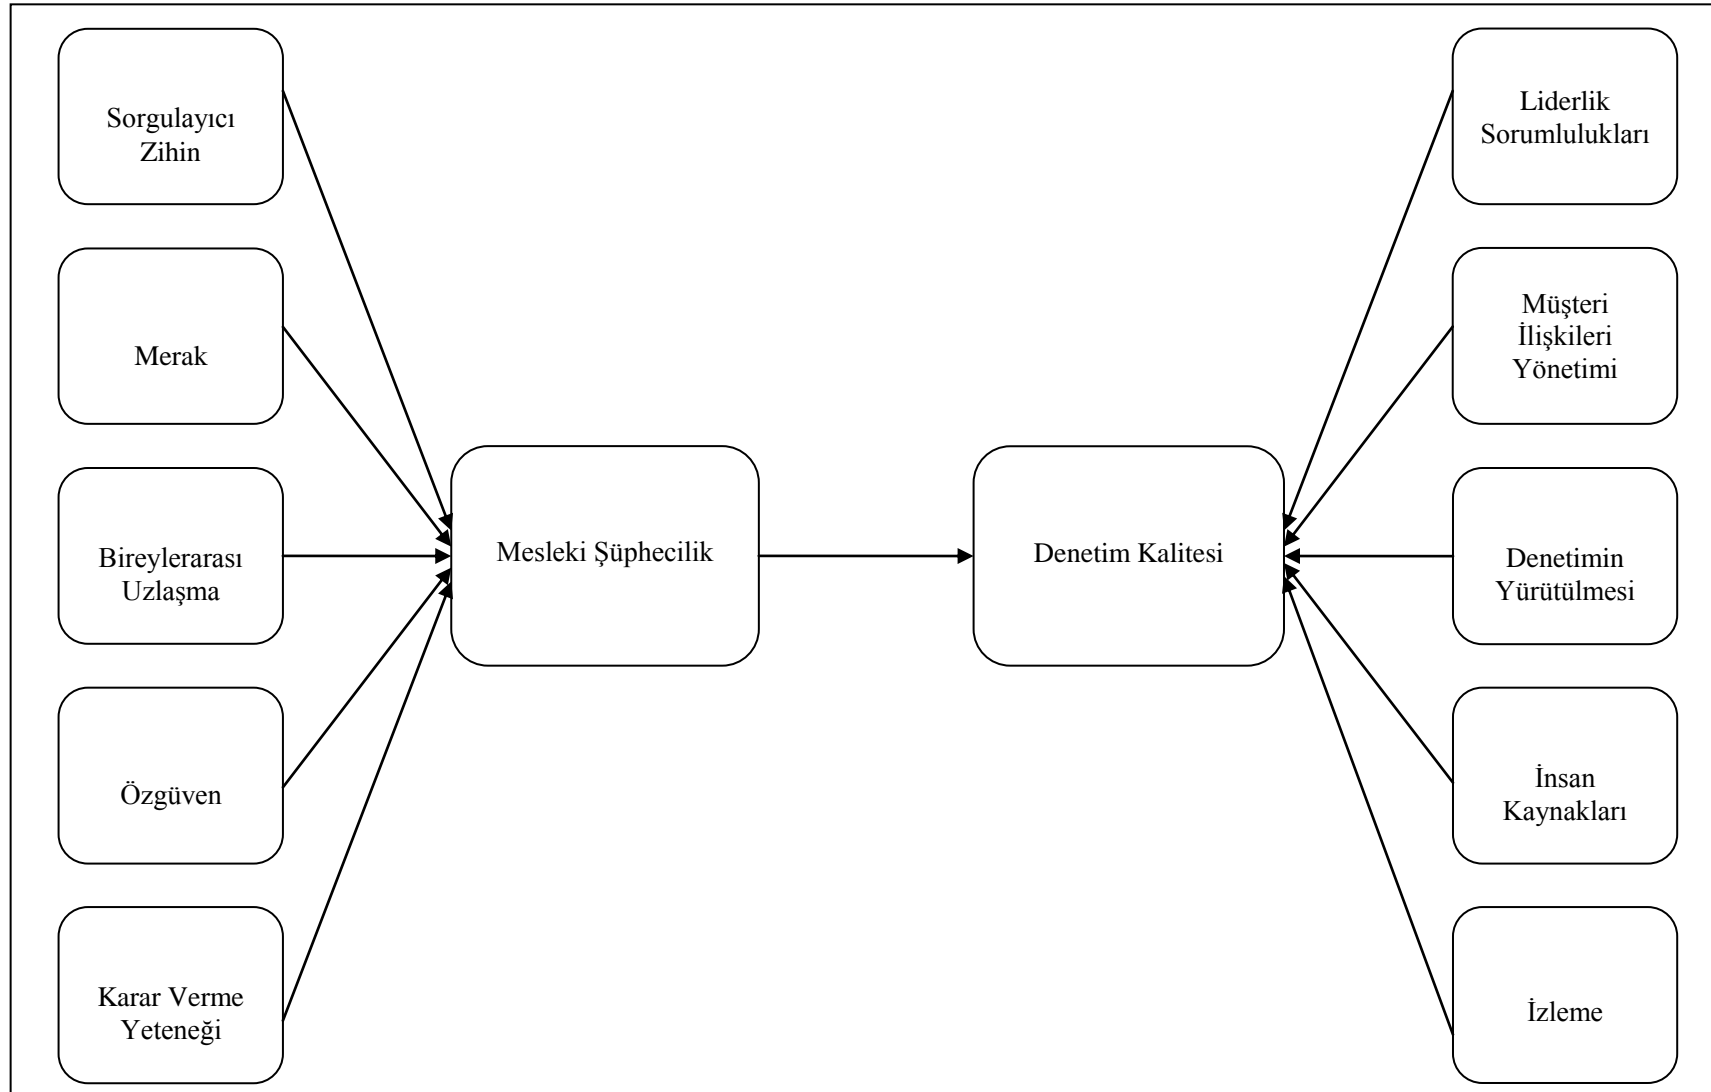 Sorgulayıcı
Zihin
Merak
Bireylerarası
Uzlaşma
Özgüven
Karar Verme
Yeteneği
Mesleki Şüphecilik
Denetim Kalitesi
Liderlik
Sorumlulukları
Müşteri
İlişkileri
Yönetimi
Denetimin
Yürütülmesi
İnsan
Kaynakları
İzleme